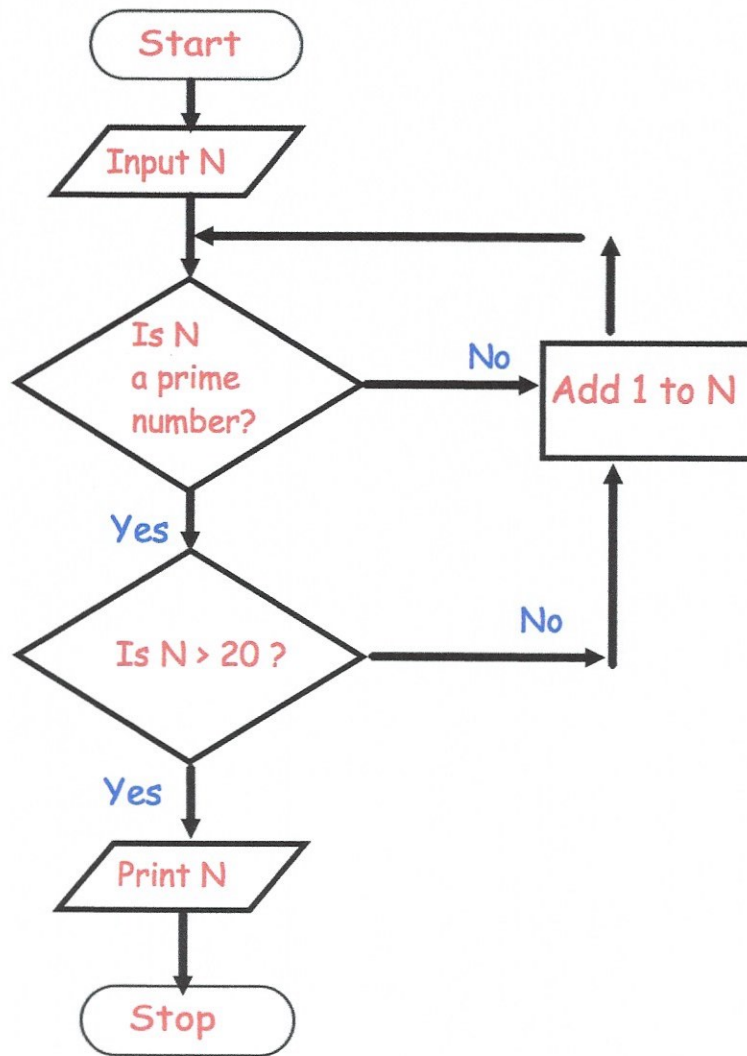 Start
Input N
Is N
a prime
number?
No
Add 1 to N
Yes
Is N > 20 ?
No
Yes
Print N
Stop